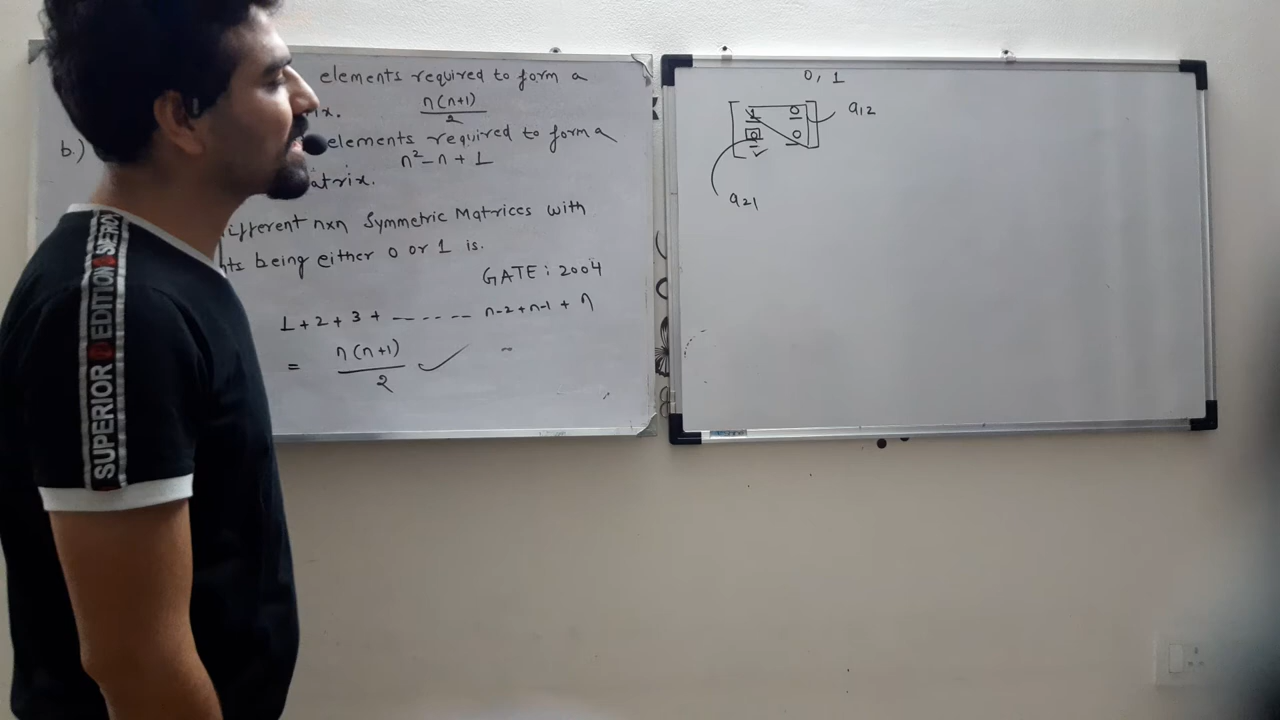 elements required to form a
ix. n(n+1)/2
b.) elements required to form a
n²-n+1
atrix.
ifferent nxn Symmetric Matrices with
ts being either 0 or 1 is.
GATE: 2004
1+2+3+ ------ n-2+n-1+n
= n(n+1)/2 ✓
0, 1
1 0 a12
0 0
✓
a21
SUPERIOR EDITION SUPERIOR